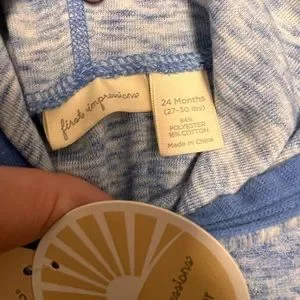 first impressions
24 Months
(27-30 lbs)
84%
POLYESTER
16% COTTON
Made in China